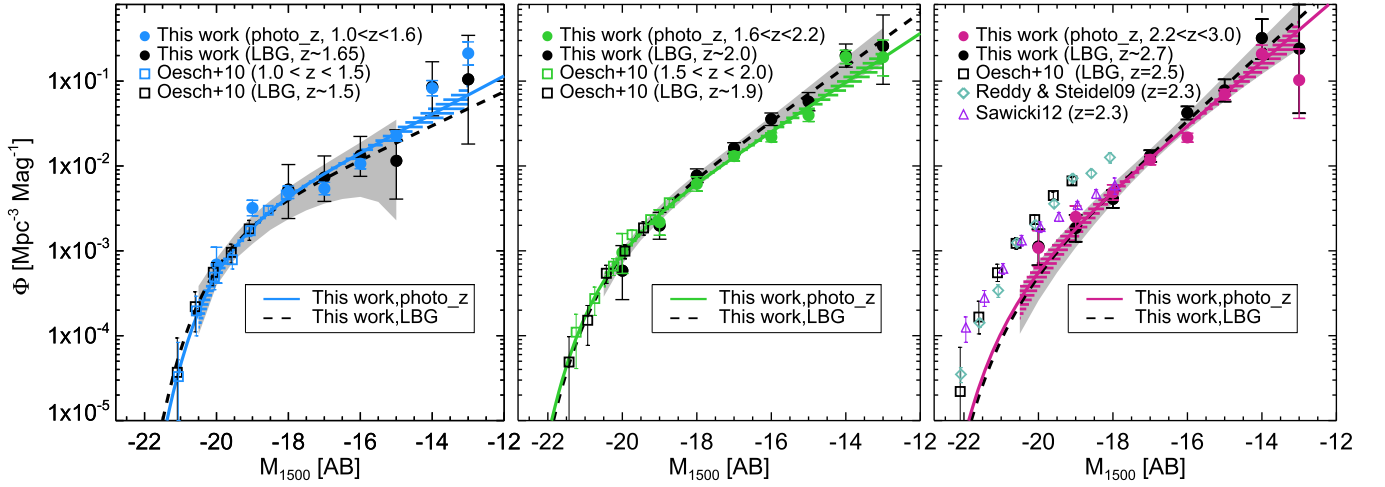 Φ [Mpc⁻³ Mag⁻¹]
1x10⁻¹
1x10⁻²
1x10⁻³
1x10⁻⁴
1x10⁻⁵
This work (photo_z, 1.0<z<1.6)
This work (LBG, z~1.65)
Oesch+10 (1.0 < z < 1.5)
Oesch+10 (LBG, z~1.5)
This work,photo_z
This work,LBG
-22 -20 -18 -16 -14 -12
M₁₅₀₀ [AB]
This work (photo_z, 1.6<z<2.2)
This work (LBG, z~2.0)
Oesch+10 (1.5 < z < 2.0)
Oesch+10 (LBG, z~1.9)
This work,photo_z
This work,LBG
-22 -20 -18 -16 -14 -12
M₁₅₀₀ [AB]
This work (photo_z, 2.2<z<3.0)
This work (LBG, z~2.7)
Oesch+10 (LBG, z=2.5)
Reddy & Steidel09 (z=2.3)
Sawicki12 (z=2.3)
This work,photo_z
This work,LBG
-22 -20 -18 -16 -14 -12
M₁₅₀₀ [AB]